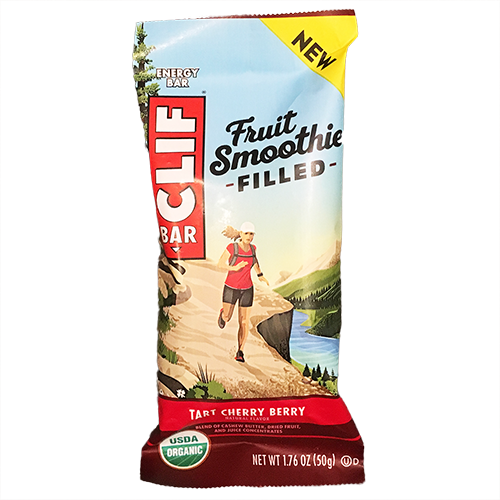 NEW
ENERGY
BAR
CLIF
BAR
®
Fruit
Smoothie
-FILLED-
TART CHERRY BERRY
NATURAL FLAVOR
BLEND OF CASHEW BUTTER, DRIED FRUIT,
AND JUICE CONCENTRATES
USDA
ORGANIC
NET WT 1.76 OZ (50g) Ⓤ D